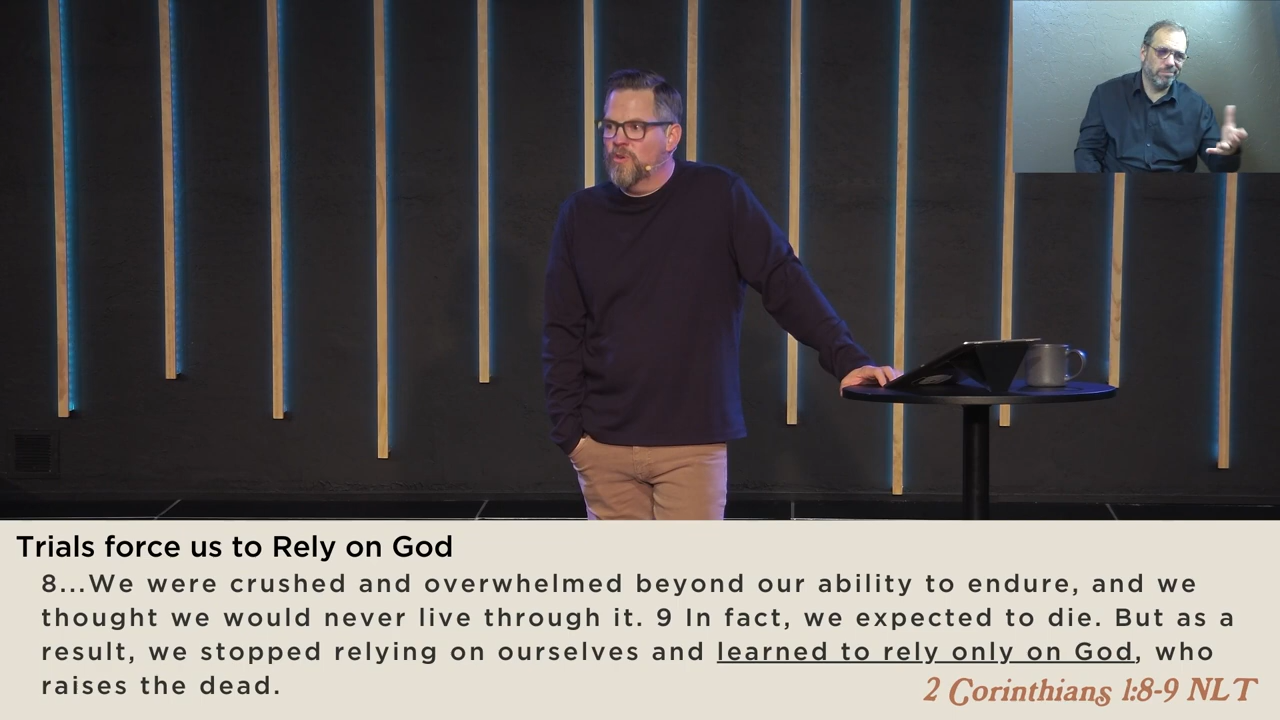 Trials force us to Rely on God
8...We were crushed and overwhelmed beyond our ability to endure, and we
thought we would never live through it. 9 In fact, we expected to die. But as a
result, we stopped relying on ourselves and learned to rely only on God, who
raises the dead.
2 Corinthians 1:8-9 NLT